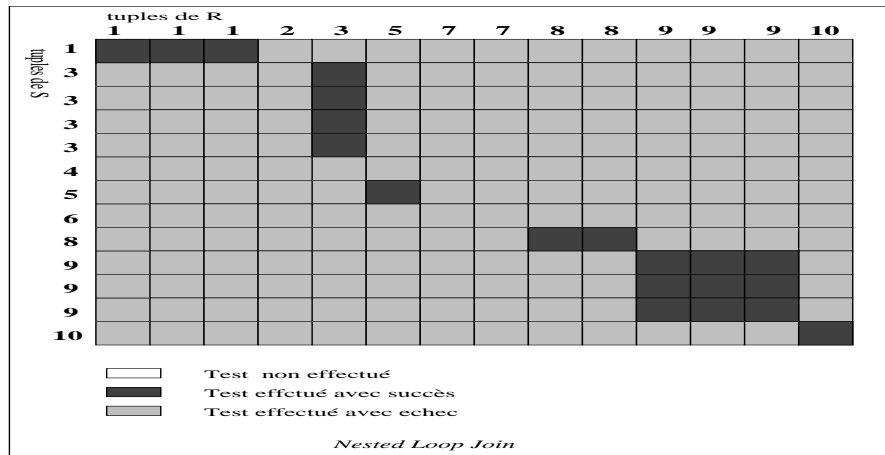 tuples de R
1 1 1 2 3 5 7 7 8 8 9 9 9 10
tuples de S
1
3
3
3
3
4
5
6
8
9
9
9
10
Test non effectué
Test effctué avec succès
Test effectué avec echec
Nested Loop Join